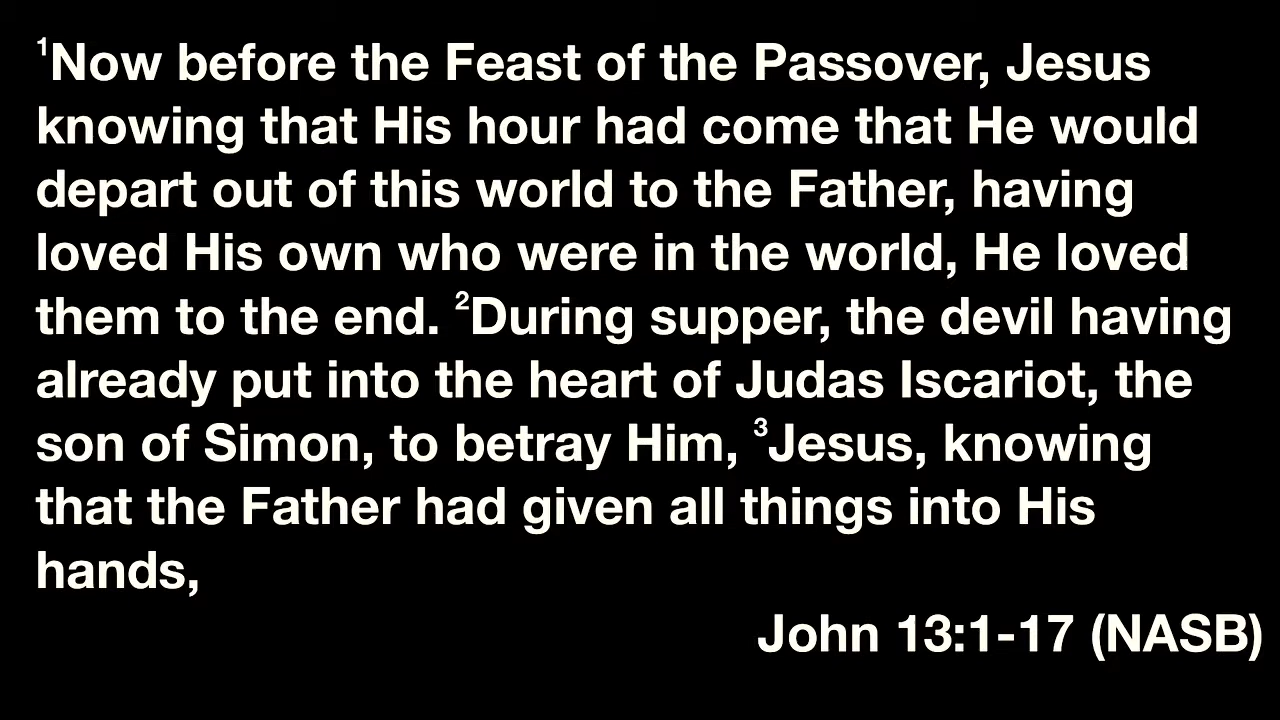 ¹Now before the Feast of the Passover, Jesus
knowing that His hour had come that He would
depart out of this world to the Father, having
loved His own who were in the world, He loved
them to the end. ²During supper, the devil having
already put into the heart of Judas Iscariot, the
son of Simon, to betray Him, ³Jesus, knowing
that the Father had given all things into His
hands,
John 13:1-17 (NASB)